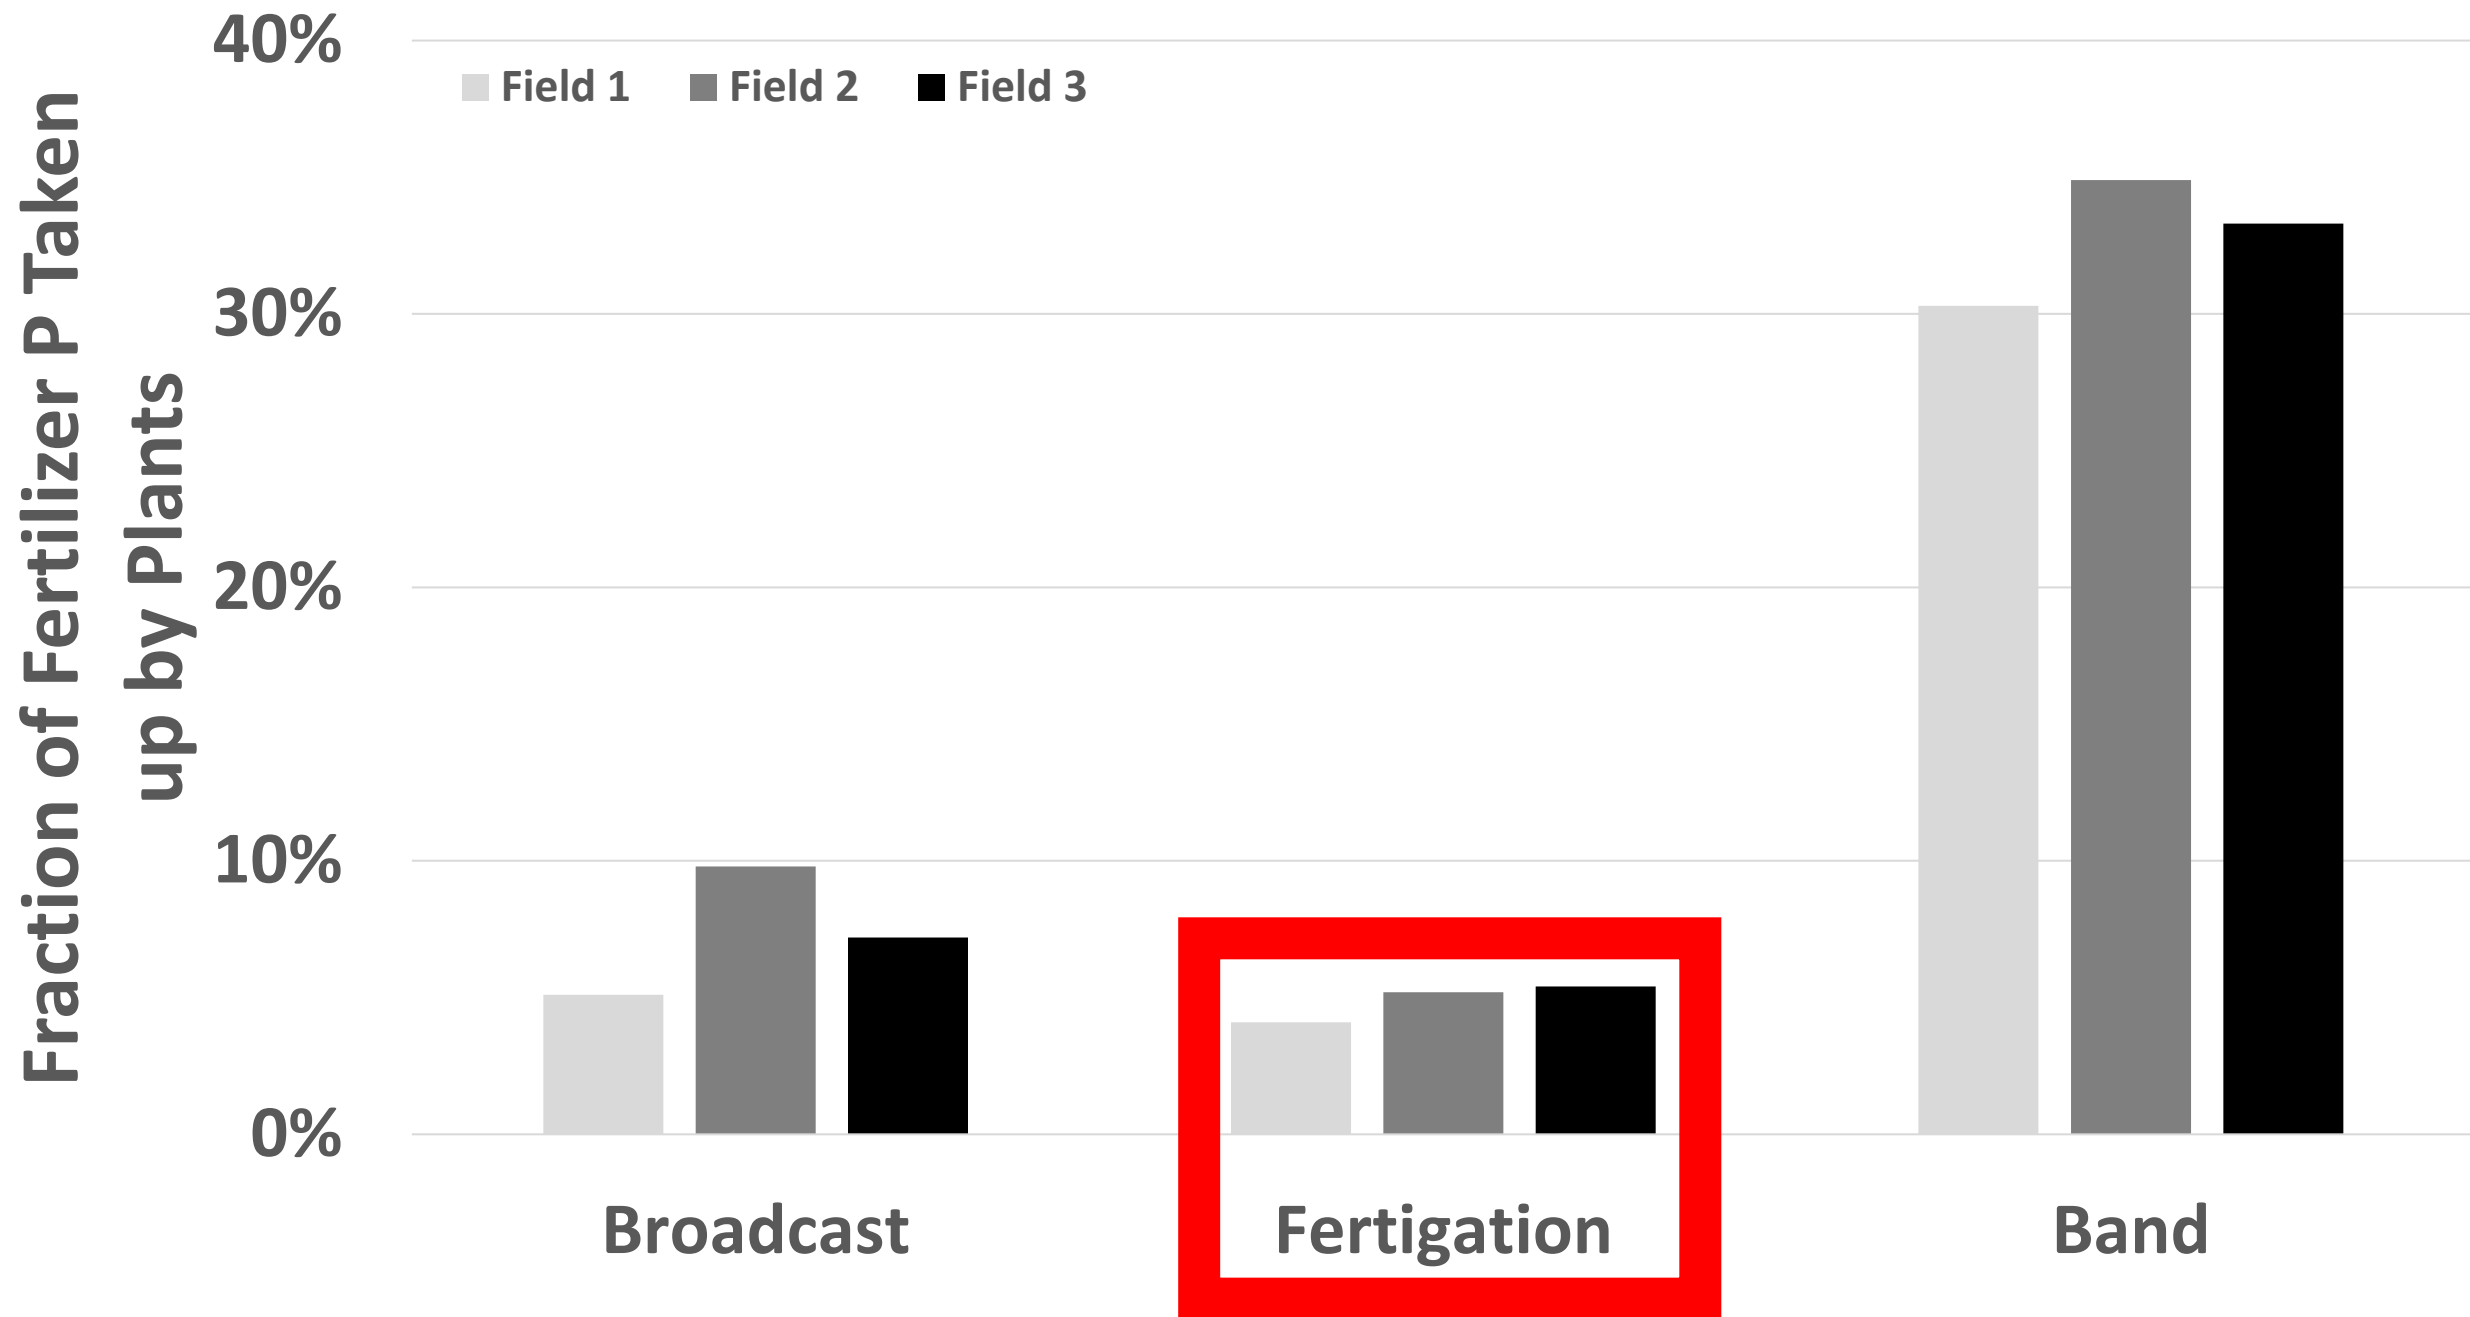 Fraction of Fertilizer P Taken
up by Plants
40%
30%
20%
10%
0%
Field 1
Field 2
Field 3
Broadcast
Fertigation
Band